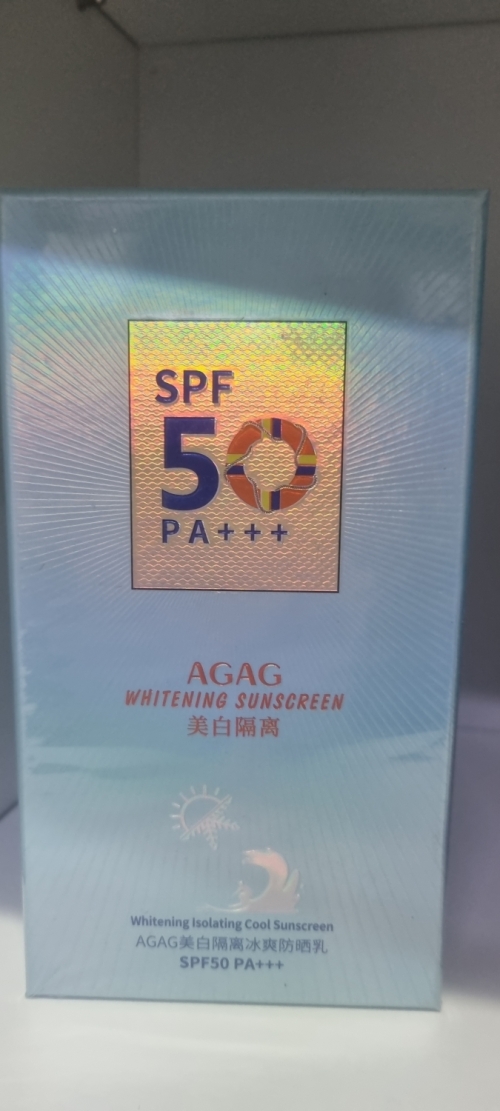 SPF
50
PA+++
AGAG
WHITENING SUNSCREEN
美白隔离
Whitening Isolating Cool Sunscreen
AGAG美白隔离冰爽防晒乳
SPF50 PA+++